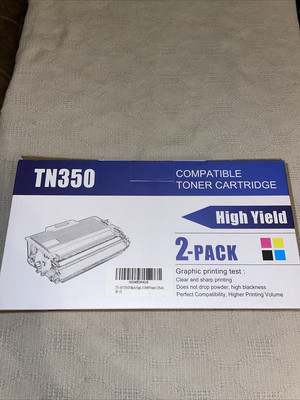 TN350
COMPATIBLE
TONER CARTRIDGE
High Yield
2-PACK
Graphic printing test :
Clear and sharp printing
Does not drop powder, high blackness
Perfect Compatibility, Higher Printing Volume